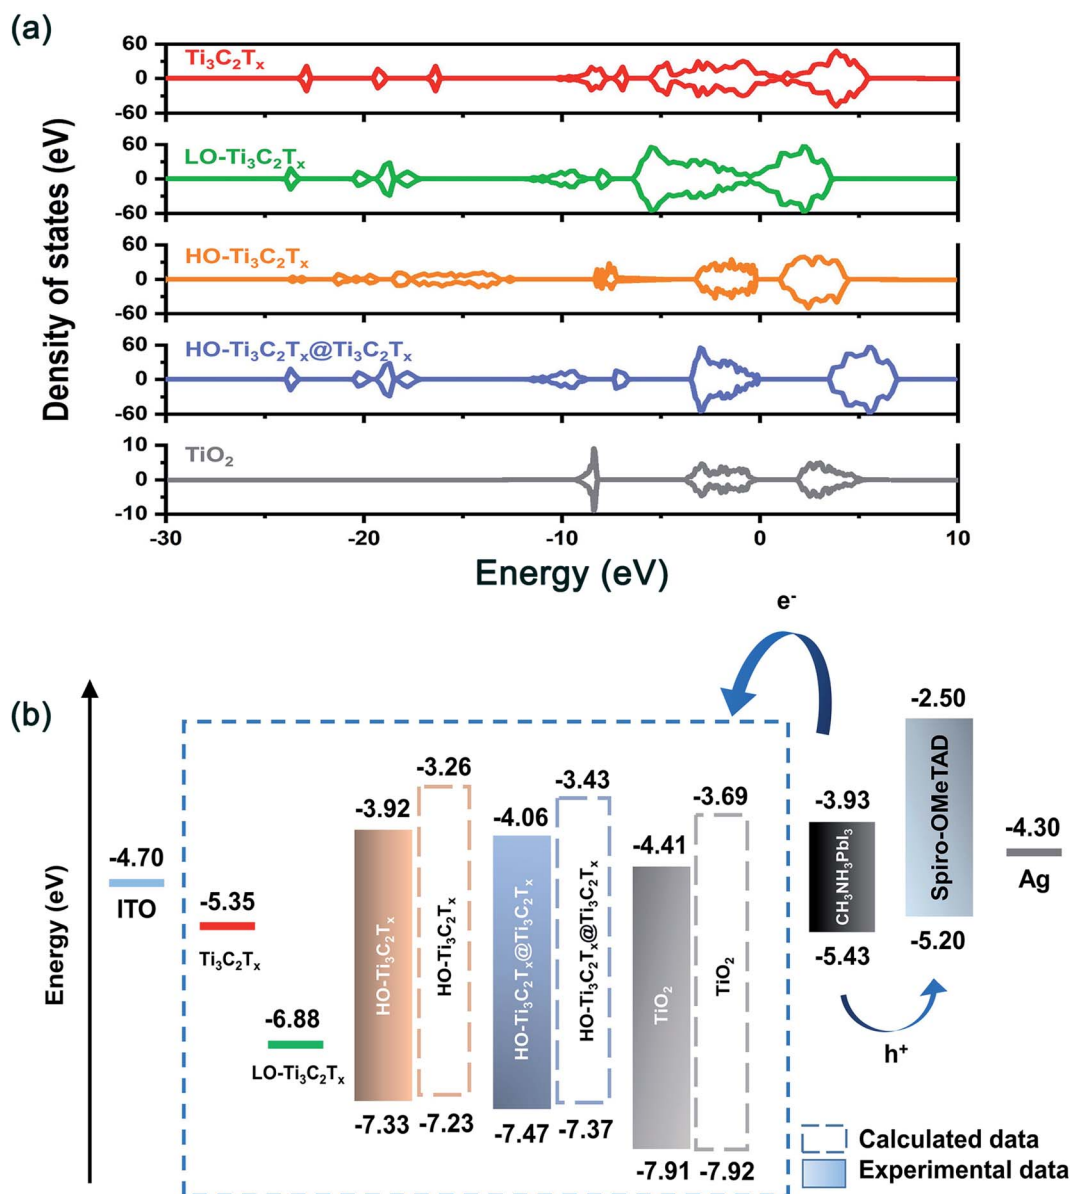 (a)
Density of states (eV)
60
0
-60
Ti₃C₂Tₓ
60
0
-60
LO-Ti₃C₂Tₓ
60
0
-60
HO-Ti₃C₂Tₓ
60
0
-60
HO-Ti₃C₂Tₓ@Ti₃C₂Tₓ
10
0
-10
TiO₂
-30 -20 -10 0 10
Energy (eV)
(b)
Energy (eV)
e⁻
-4.70
ITO
-5.35
Ti₃C₂Tₓ
-6.88
LO-Ti₃C₂Tₓ
-3.92
HO-Ti₃C₂Tₓ
-7.33
-3.26
HO-Ti₃C₂Tₓ
-7.23
-4.06
HO-Ti₃C₂Tₓ@Ti₃C₂Tₓ
-7.47
-3.43
HO-Ti₃C₂Tₓ@Ti₃C₂Tₓ
-7.37
-4.41
TiO₂
-7.91
-3.69
TiO₂
-7.92
-3.93
CH₃NH₃PbI₃
-5.43
-2.50
Spiro-OMeTAD
-5.20
-4.30
Ag
h⁺
Calculated data
Experimental data